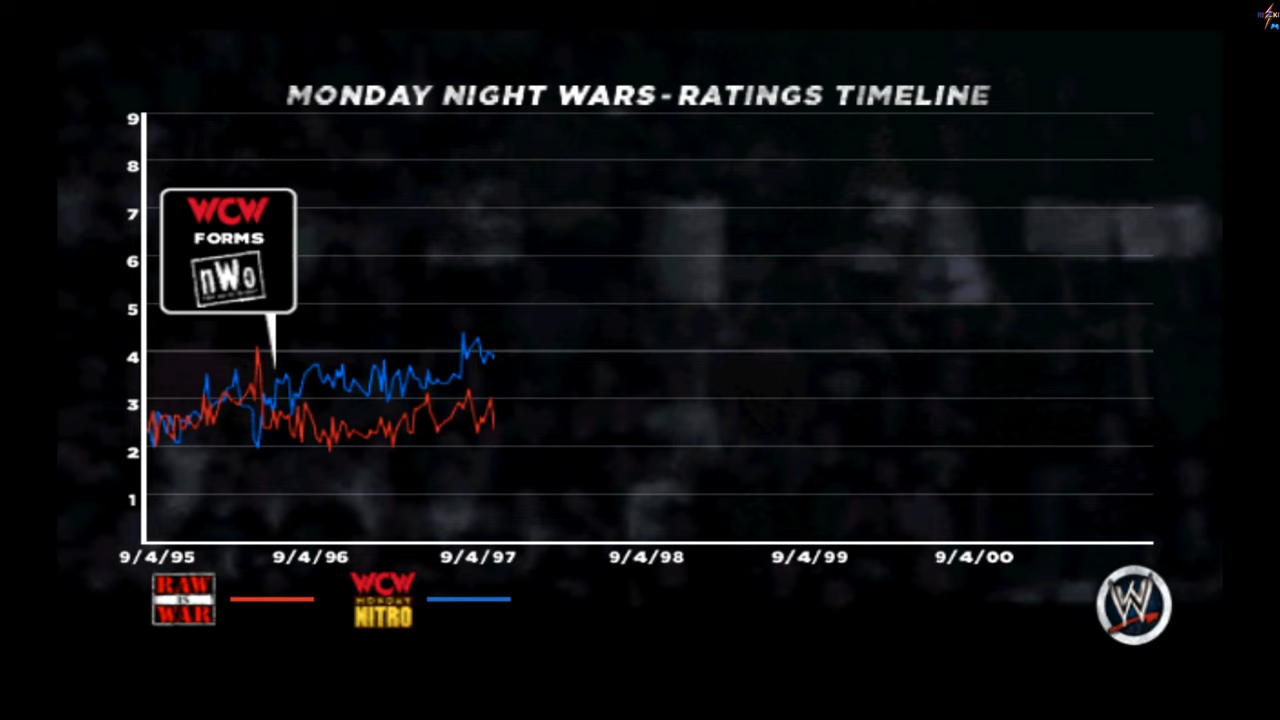 MONDAY NIGHT WARS - RATINGS TIMELINE
9
8
7
6
5
4
3
2
1
WCW
FORMS
nWo
9/4/95 9/4/96 9/4/97 9/4/98 9/4/99 9/4/00
RAW
IS
WAR
WCW
MONDAY
NITRO
W